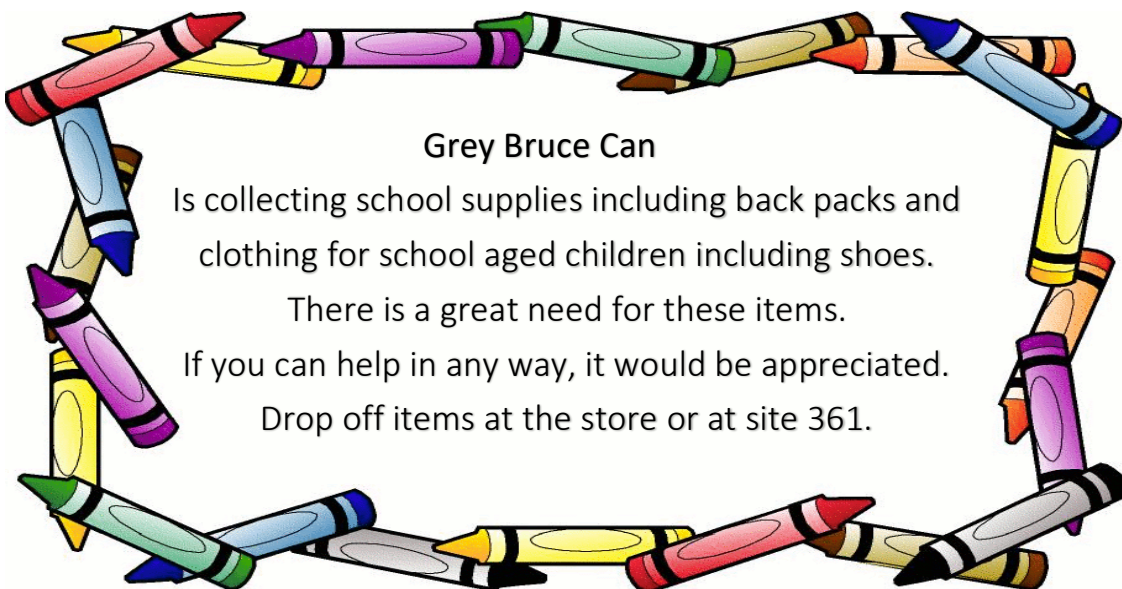 Grey Bruce Can
Is collecting school supplies including back packs and
clothing for school aged children including shoes.
There is a great need for these items.
If you can help in any way, it would be appreciated.
Drop off items at the store or at site 361.